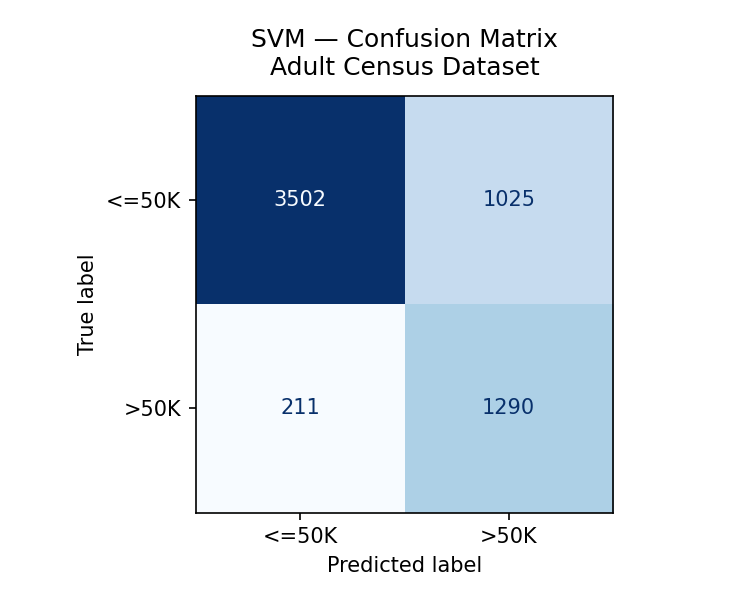 SVM — Confusion Matrix
Adult Census Dataset
<=50K
3502
1025
True label
>50K
211
1290
<=50K
>50K
Predicted label